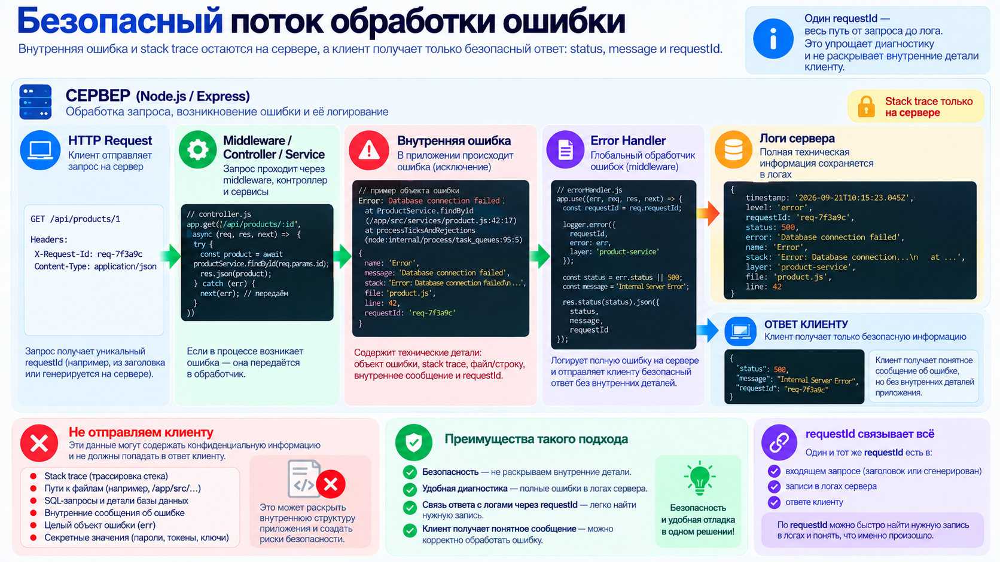 Безопасный поток обработки ошибки
Внутренняя ошибка и stack trace остаются на сервере, а клиент получает только безопасный ответ: status, message и requestId.
Один requestId —
весь путь от запроса до лога.
Это упрощает диагностику
и не раскрывает внутренние детали
клиенту.
СЕРВЕР (Node.js / Express)
Обработка запроса, возникновение ошибки и её логирование
Stack trace только
на сервере
HTTP Request
Клиент отправляет
запрос на сервер
GET /api/products/1
Headers:
X-Request-Id: req-7f3a9c
Content-Type: application/json
Запрос получает уникальный
requestId (например, из заголовка
или генерируется на сервере).
Middleware /
Controller / Service
Запрос проходит через
middleware, контроллер
и сервисы
// controller.js
app.get('/api/products/:id',
async (req, res, next) => {
try {
const product = await
productService.findById(req.params.id);
res.json(product);
} catch (err) {
next(err); // передаём
}
})
Если в процессе возникает
ошибка — она передаётся
в обработчик.
Внутренняя ошибка
В приложении происходит
ошибка (исключение)
// пример объекта ошибки
Error: Database connection failed
at ProductService.findById
(/app/src/services/product.js:42:17)
at processTicksAndRejections
(node:internal/process/task_queues:95:5)
{
name: 'Error',
message: 'Database connection failed',
stack: 'Error: Database connection failed\n...',
file: 'product.js',
line: 42,
requestId: 'req-7f3a9c'
}
Содержит технические детали:
объект ошибки, stack trace, файл/строку,
внутреннее сообщение и requestId.
Error Handler
Глобальный обработчик
ошибок (middleware)
// errorHandler.js
app.use((err, req, res, next) => {
const requestId = req.requestId;
logger.error({
requestId,
error: err,
layer: 'product-service'
});
const status = err.status || 500;
const message = 'Internal Server Error';
res.status(status).json({
status,
message,
requestId
});
Логирует полную ошибку на сервере
и отправляет клиенту безопасный
ответ без внутренних деталей.
Логи сервера
Полная техническая
информация сохраняется
в логах
{
timestamp: '2026-09-21T10:15:23.045Z',
level: 'error',
requestId: 'req-7f3a9c',
status: 500,
error: 'Database connection failed',
name: 'Error',
stack: 'Error: Database connection...\n at ...',
layer: 'product-service',
file: 'product.js',
line: 42
}
ОТВЕТ КЛИЕНТУ
Клиент получает только безопасную информацию
{
"status": 500,
"message": "Internal Server Error",
"requestId": "req-7f3a9c"
}
Клиент получает понятное
сообщение об ошибке,
но без внутренних деталей
приложения.
Не отправляем клиенту
Эти данные могут содержать конфиденциальную информацию
и не должны попадать в ответ клиенту.
Stack trace (трассировка стека)
Пути к файлам (например, /app/src/...)
SQL-запросы и детали базы данных
Внутренние сообщения об ошибке
Целый объект ошибки (err)
Секретные значения (пароли, токены, ключи)
</>
Это может раскрыть
внутреннюю структуру
приложения и создать
риски безопасности.
Преимущества такого подхода
Безопасность — не раскрываем внутренние детали.
Удобная диагностика — полные ошибки в логах сервера.
Связь ответа с логами через requestId — легко найти
нужную запись.
Клиент получает понятное сообщение — можно
корректно обработать ошибку.
Безопасность
и удобная отладка
в одном решении!
requestId связывает всё
Один и тот же requestId есть в:
входящем запросе (заголовок или сгенерирован)
записи в логах сервера
ответе клиенту
По requestId можно быстро найти нужную запись
в логах и понять, что именно произошло.